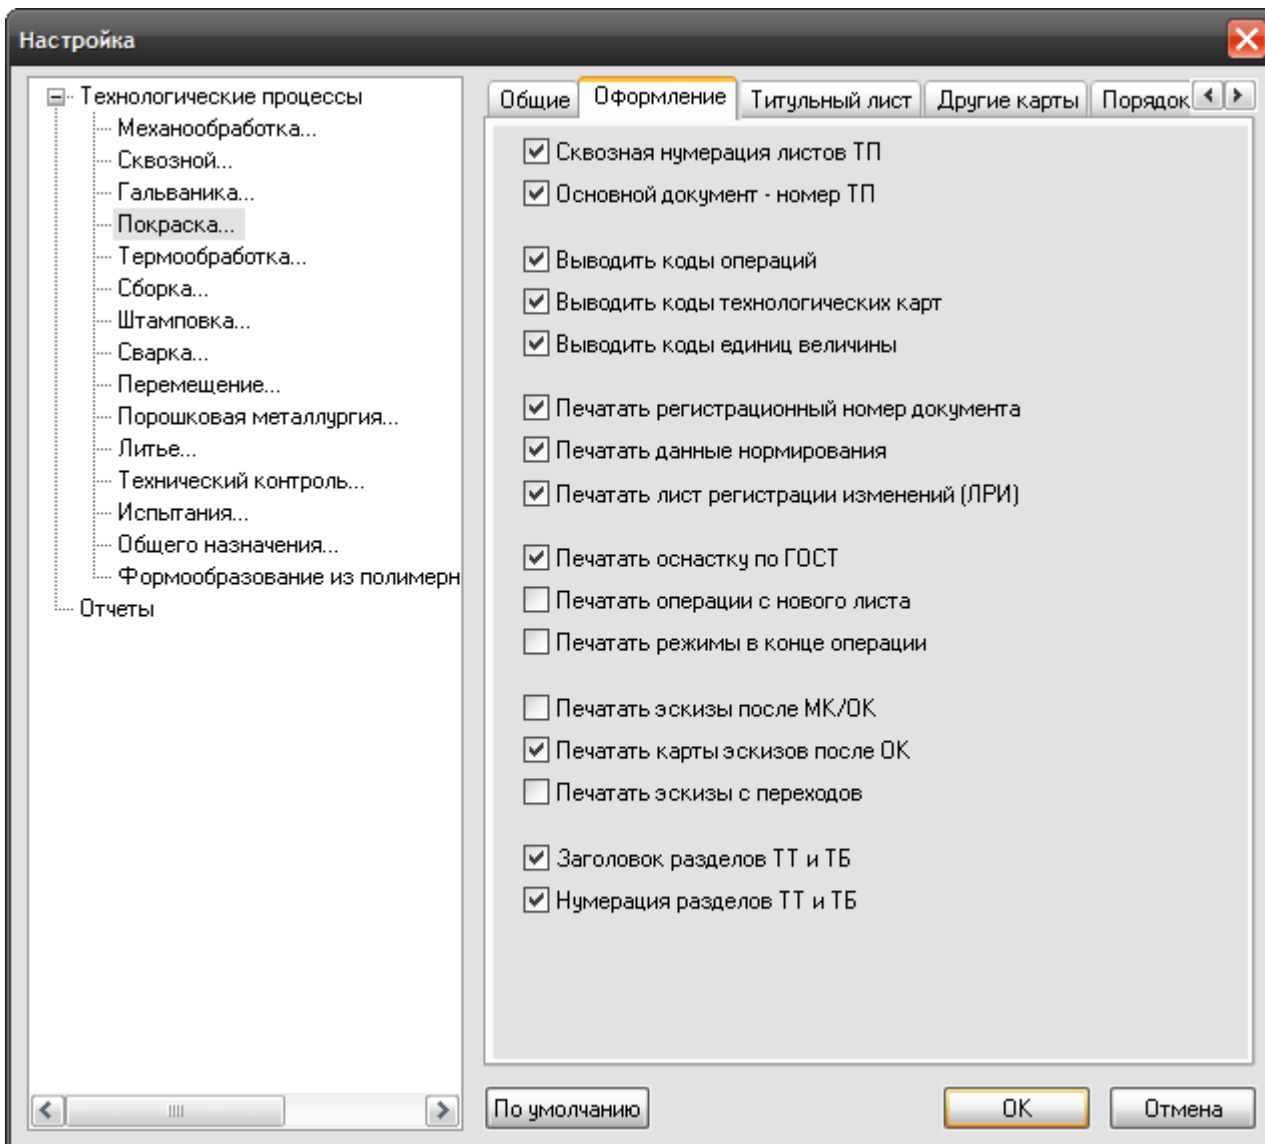 Настройка
Технологические процессы
Механообработка...
Сквозной...
Гальваника...
Покраска...
Термообработка...
Сборка...
Штамповка...
Сварка...
Перемещение...
Порошковая металлургия...
Литье...
Технический контроль...
Испытания...
Общего назначения...
Формообразование из полимерн
Отчеты
Общие Оформление Титульный лист Другие карты Порядок
Сквозная нумерация листов ТП
Основной документ - номер ТП
Выводить коды операций
Выводить коды технологических карт
Выводить коды единиц величины
Печатать регистрационный номер документа
Печатать данные нормирования
Печатать лист регистрации изменений (ЛРИ)
Печатать оснастку по ГОСТ
Печатать операции с нового листа
Печатать режимы в конце операции
Печатать эскизы после МК/ОК
Печатать карты эскизов после ОК
Печатать эскизы с переходов
Заголовок разделов ТТ и ТБ
Нумерация разделов ТТ и ТБ
По умолчанию ОК Отмена